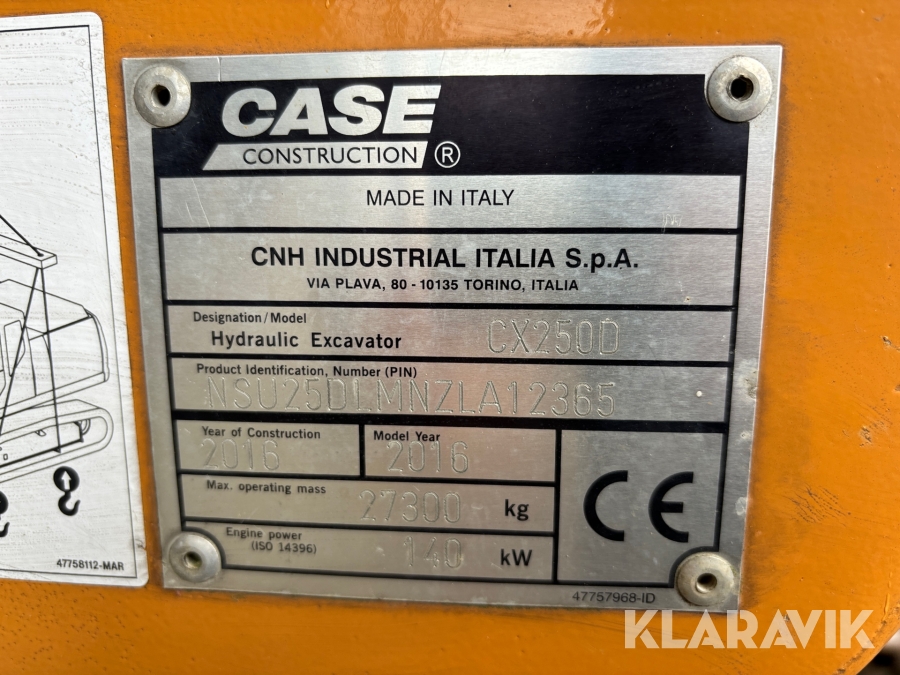 CASE
CONSTRUCTION ®
MADE IN ITALY
CNH INDUSTRIAL ITALIA S.p.A.
VIA PLAVA, 80 - 10135 TORINO, ITALIA
Designation/Model
Hydraulic Excavator CX250D
Product Identification, Number (PIN)
NSU25DLMNZLA12365
Year of Construction
2016
Model Year
2016
Max. operating mass
27300 kg
Engine power
(ISO 14396)
140 kW
CE
47757968-ID
47758112-MAR
KLARAVIK